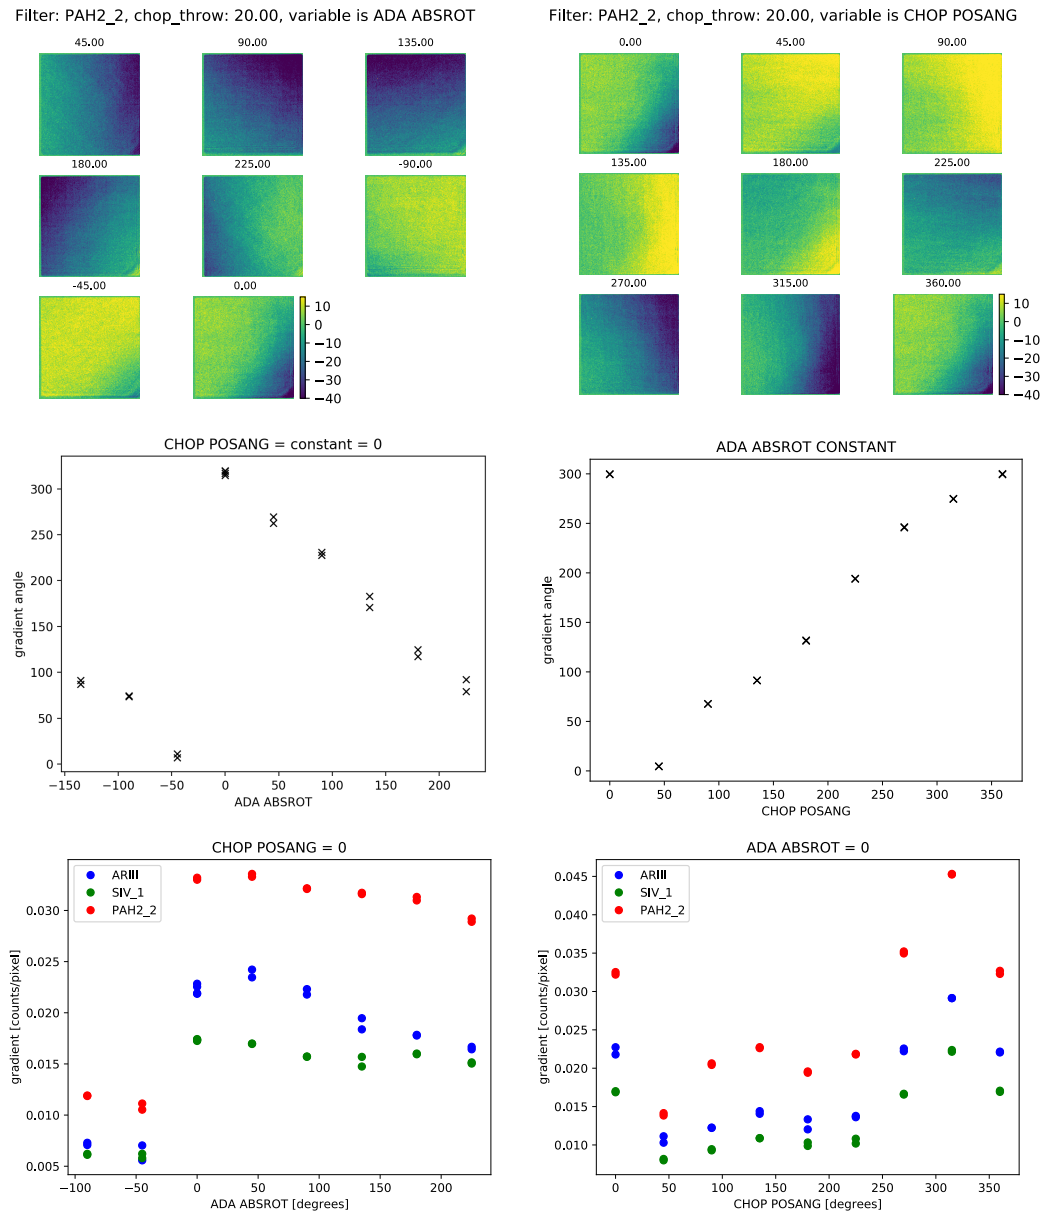 Filter: PAH2_2, chop_throw: 20.00, variable is ADA ABSROT
45.00 90.00 135.00
180.00 225.00 -90.00
-45.00 0.00
10
0
−10
−20
−30
−40
Filter: PAH2_2, chop_throw: 20.00, variable is CHOP POSANG
0.00 45.00 90.00
135.00 180.00 225.00
270.00 315.00 360.00
10
0
−10
−20
−30
−40
CHOP POSANG = constant = 0
gradient angle
300
250
200
150
100
50
0
−150 −100 −50 0 50 100 150 200
ADA ABSROT
ADA ABSROT CONSTANT
gradient angle
300
250
200
150
100
50
0
0 50 100 150 200 250 300 350
CHOP POSANG
CHOP POSANG = 0
ARIII
SIV_1
PAH2_2
gradient [counts/pixel]
0.030
0.025
0.020
0.015
0.010
0.005
−100 −50 0 50 100 150 200
ADA ABSROT [degrees]
ADA ABSROT = 0
ARIII
SIV_1
PAH2_2
gradient [counts/pixel]
0.045
0.040
0.035
0.030
0.025
0.020
0.015
0.010
0 50 100 150 200 250 300 350
CHOP POSANG [degrees]